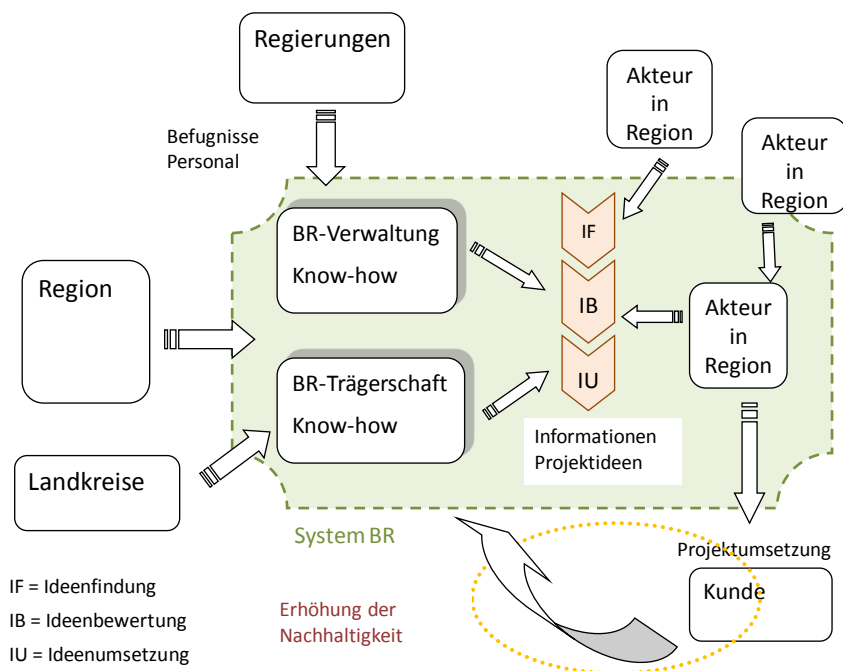 Regierungen
Akteur
in
Region
Akteur
in
Region
Befugnisse
Personal
BR-Verwaltung
Know-how
IF
Region
IB
Akteur
in
Region
BR-Trägerschaft
Know-how
IU
Informationen
Projektideen
Landkreise
System BR
Projektumsetzung
Kunde
IF = Ideenfindung
IB = Ideenbewertung
IU = Ideenumsetzung
Erhöhung der
Nachhaltigkeit